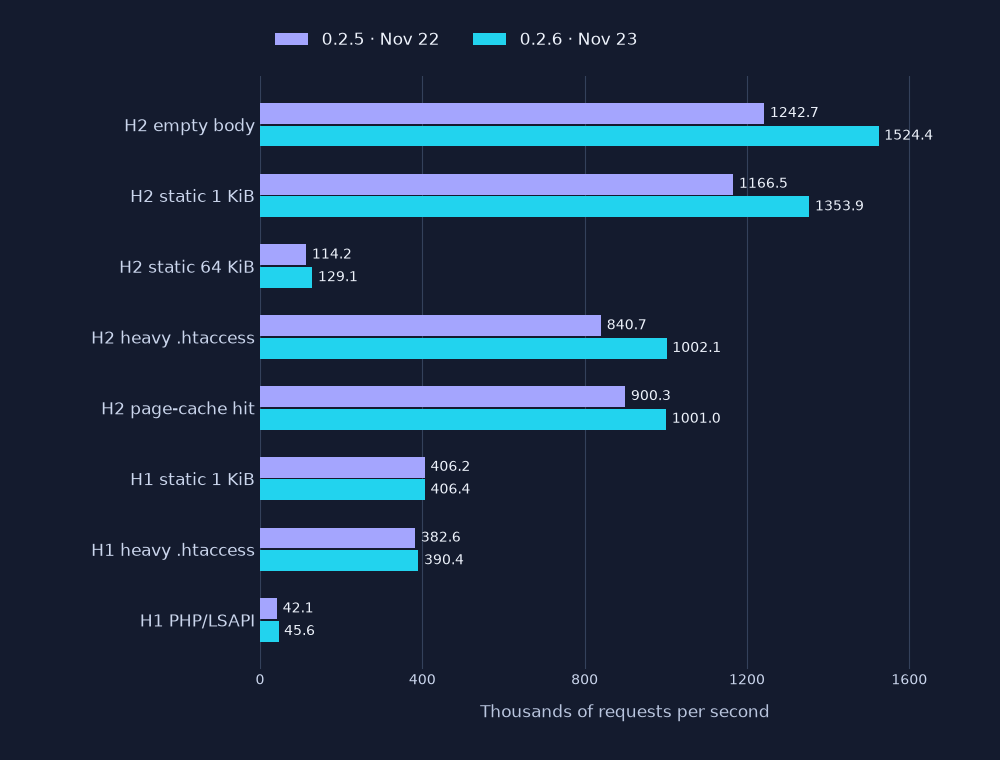 0.2.5 · Nov 22 0.2.6 · Nov 23
H2 empty body 1242.7
1524.4
H2 static 1 KiB 1166.5
1353.9
H2 static 64 KiB 114.2
129.1
H2 heavy .htaccess 840.7
1002.1
H2 page-cache hit 900.3
1001.0
H1 static 1 KiB 406.2
406.4
H1 heavy .htaccess 382.6
390.4
H1 PHP/LSAPI 42.1
45.6
0 400 800 1200 1600
Thousands of requests per second